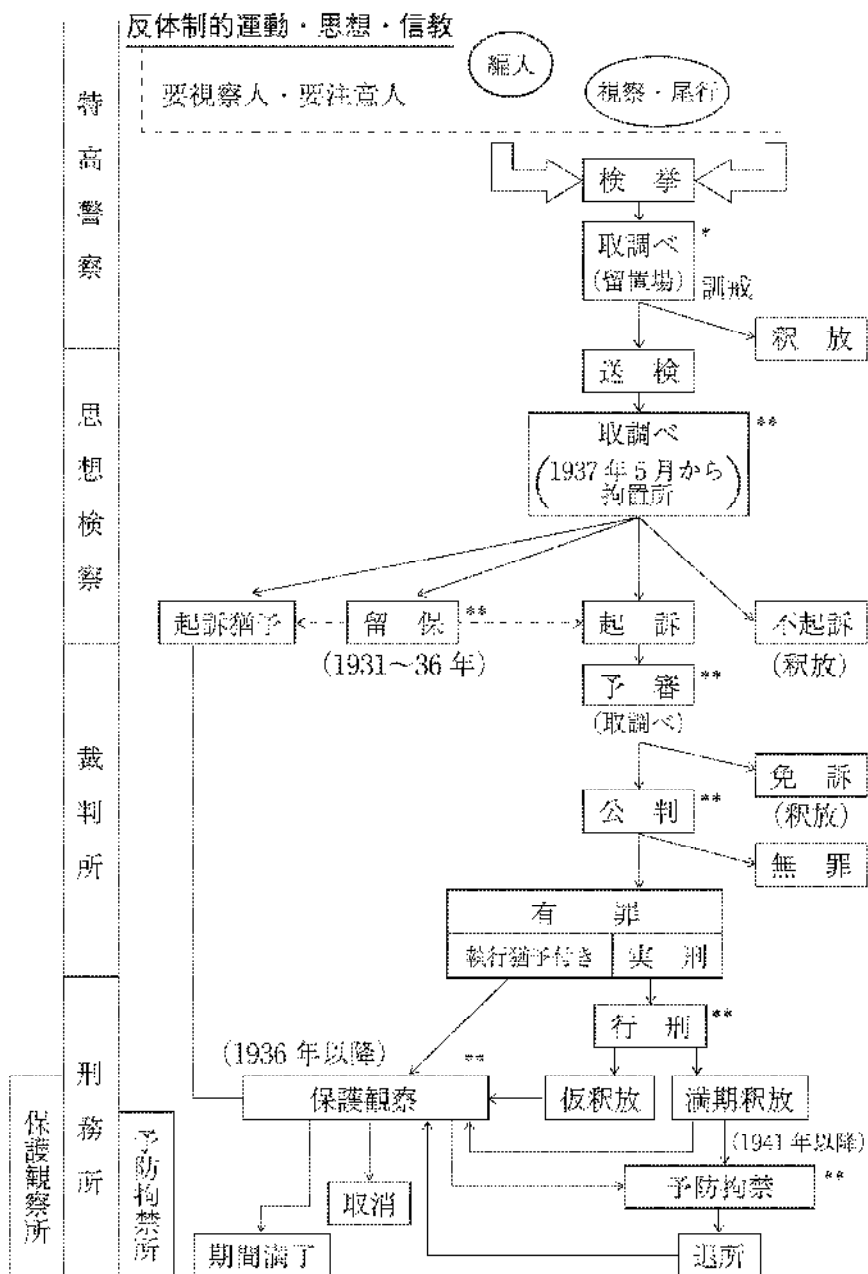 反体制的運動・思想・信教
編入
要視察人・要注意人
視察・尾行
特高警察
検挙
取調べ *
(留置場)
訓戒
釈放
送検
思想検察
取調べ **
(1937年5月から
拘置所)
起訴猶予
留保 **
起訴
不起訴
(1931~36年)
(釈放)
予審 **
(取調べ)
裁判所
免訴
(釈放)
公判 **
無罪
有罪
執行猶予付き
実刑
行刑 **
(1936年以降)
**
保護観察
仮釈放
満期釈放
刑務所
(1941年以降)
保護観察所
予防拘禁所
予防拘禁 **
取消
期間満了
退所